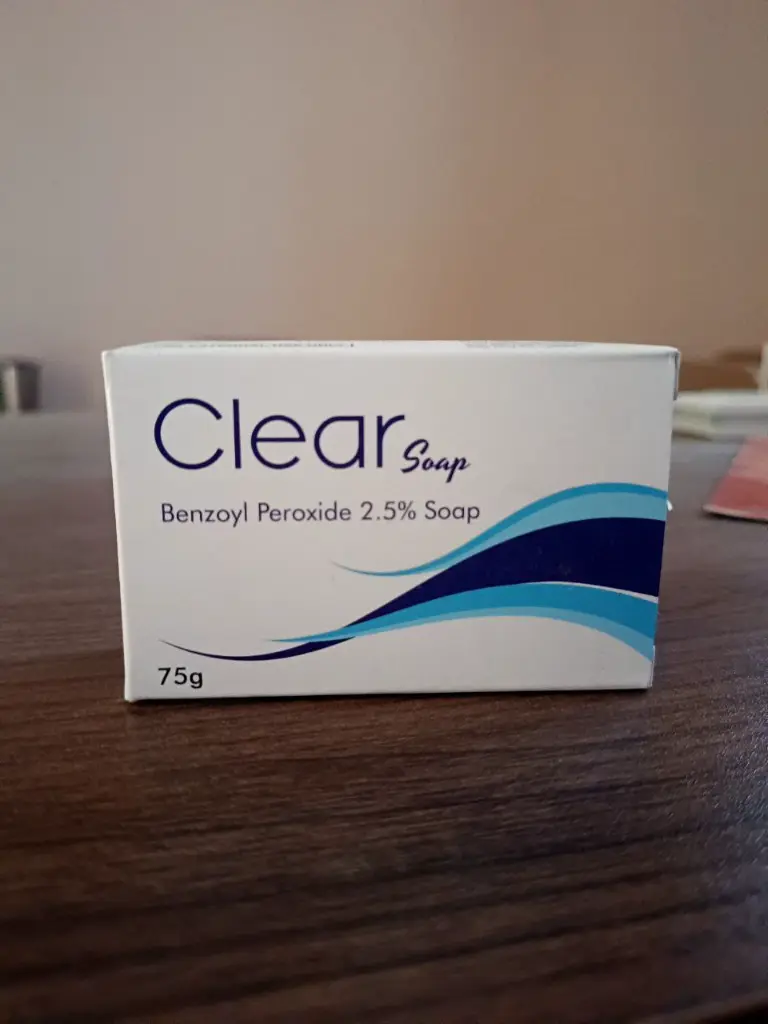 Clear Soap
Benzoyl Peroxide 2.5% Soap
75g